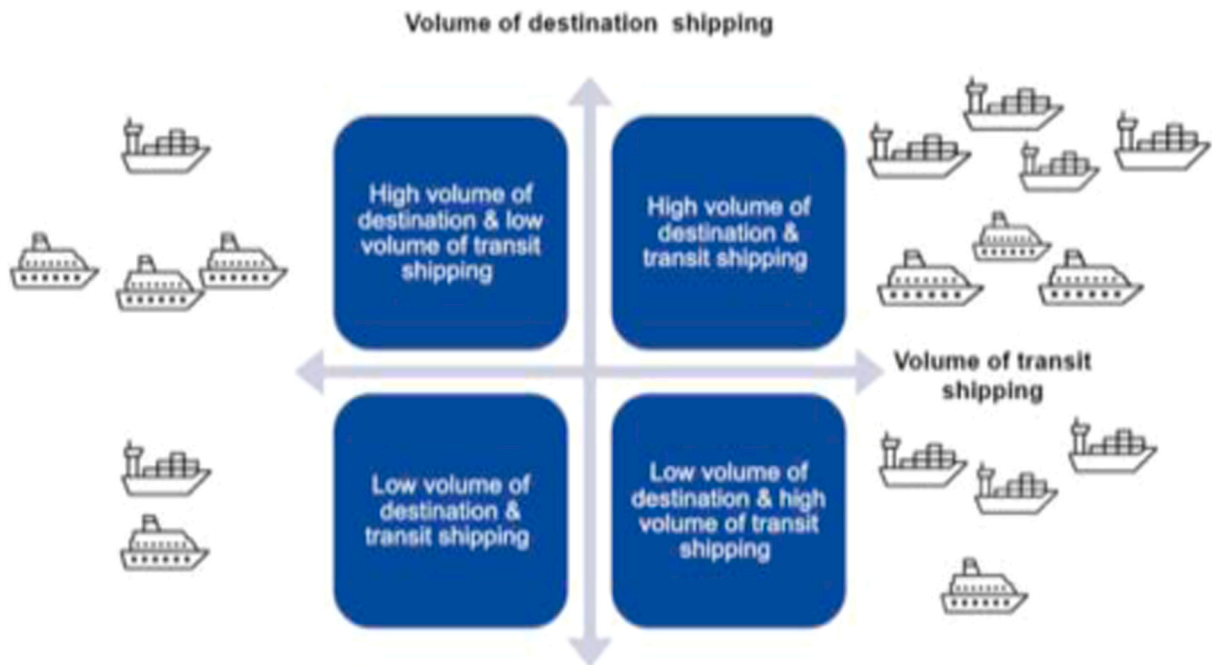 Volume of destination shipping
High volume of
destination & low
volume of transit
shipping
High volume of
destination &
transit shipping
Volume of transit
shipping
Low volume of
destination &
transit shipping
Low volume of
destination & high
volume of transit
shipping